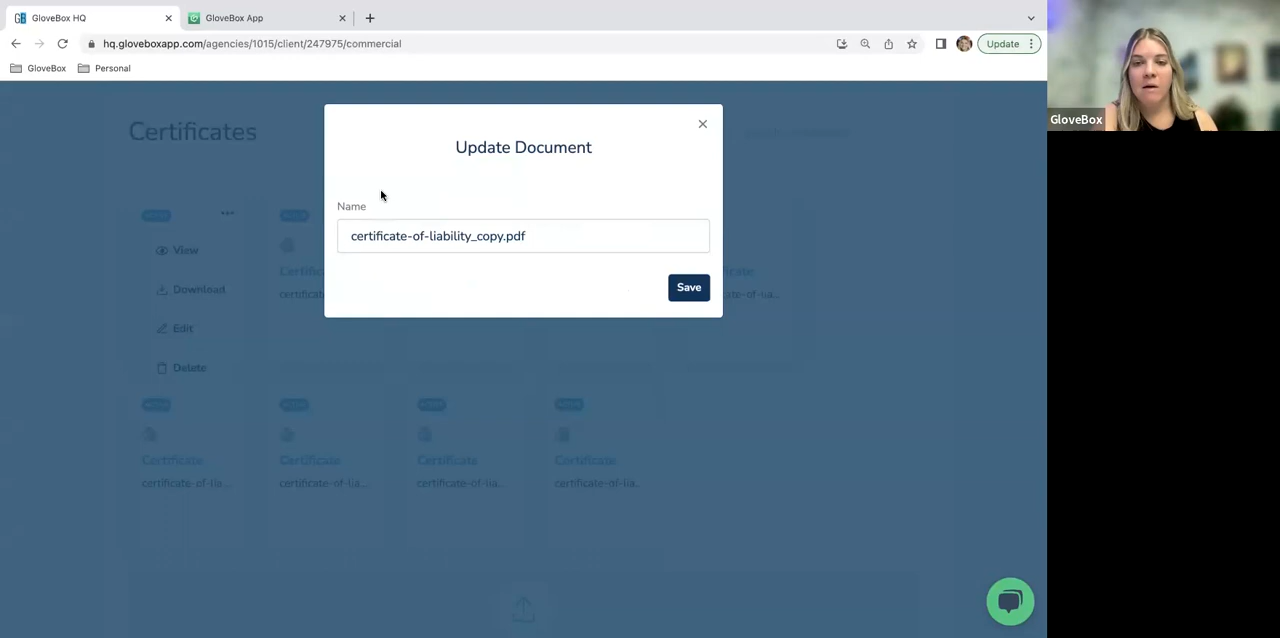 GloveBox HQ
GloveBox App
hq.gloveboxapp.com/agencies/1015/client/247975/commercial
Update
GloveBox
Personal
Certificates
Update Document
Name
certificate-of-liability_copy.pdf
Save
View
Download
Edit
Delete
Certificate
Certificate
Certificate
Certificate
certificate-of-lia...
certificate-of-lia...
certificate-of-lia...
certificate-of-lia...
GloveBox